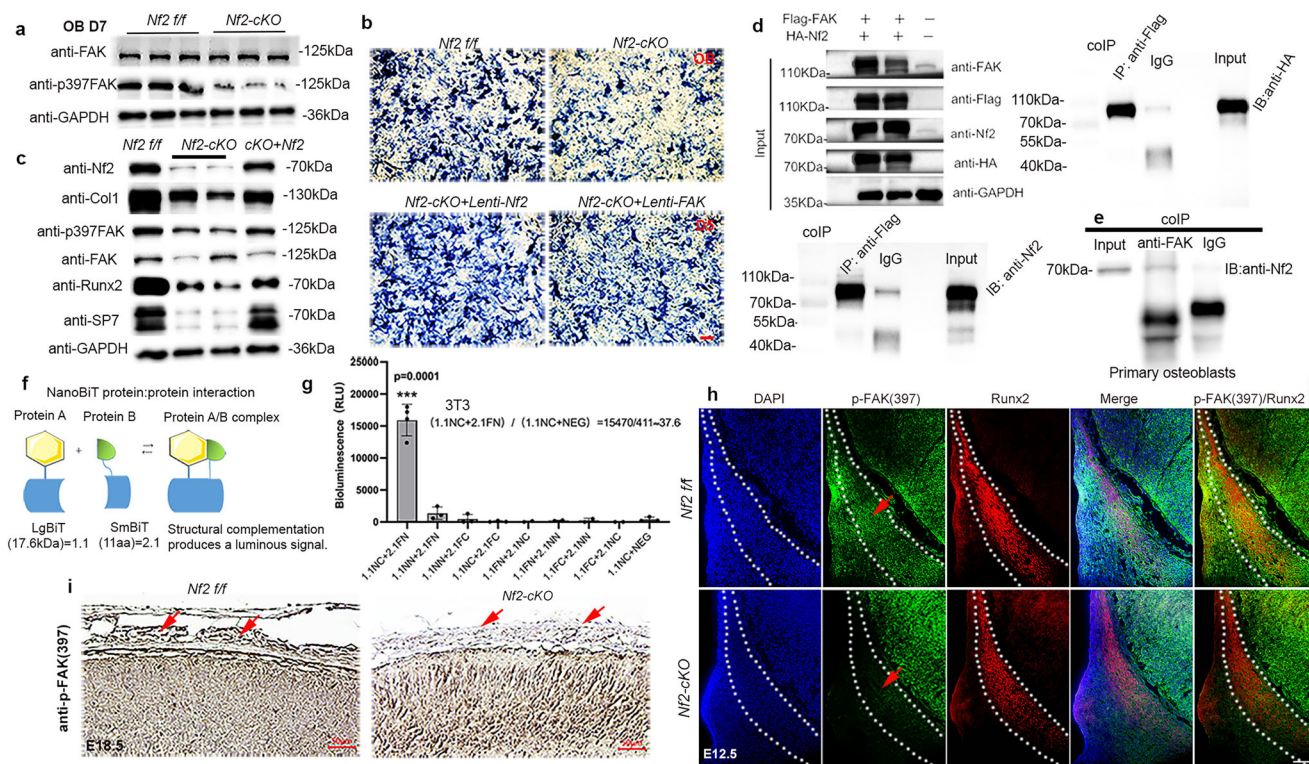 a
OB D7
Nf2 f/f
Nf2-cKO
anti-FAK
-125kDa
anti-p397FAK
-125kDa
anti-GAPDH
-36kDa
b
Nf2 f/f
Nf2-cKO
OB
Nf2-cKO+Lenti-Nf2
Nf2-cKO+Lenti-FAK
D5
c
Nf2 f/f
Nf2-cKO
cKO+Nf2
anti-Nf2
-70kDa
anti-Col1
-130kDa
anti-p397FAK
-125kDa
anti-FAK
-125kDa
anti-Runx2
-70kDa
anti-SP7
-70kDa
anti-GAPDH
-36kDa
d
Flag-FAK + + –
HA-Nf2 + + –
Input
110KDa-
anti-FAK
110KDa-
anti-Flag
70KDa-
anti-Nf2
70KDa-
anti-HA
35KDa-
anti-GAPDH
coIP
IP: anti-Flag
IgG
Input
IB:anti-HA
110kDa-
70kDa-
55kDa-
40kDa-
coIP
IP: anti-Flag
IgG
Input
IB: anti-Nf2
110kDa-
70kDa-
55kDa-
40kDa-
e
coIP
Input
anti-FAK
IgG
70kDa-
IB:anti-Nf2
Primary osteoblasts
f
NanoBiT protein:protein interaction
Protein A
Protein B
Protein A/B complex
+
LgBiT
(17.6kDa)=1.1
SmBiT
(11aa)=2.1
Structural complementation
produces a luminous signal.
g
Bioluminescence (RLU)
25000
20000
15000
10000
5000
0
p=0.0001
***
3T3
(1.1NC+2.1FN) / (1.1NC+NEG) =15470/411≈37.6
1.1NC+2.1FN
1.1NN+2.1FN
1.1NN+2.1FC
1.1NC+2.1FC
1.1FN+2.1NC
1.1FN+2.1NN
1.1FC+2.1NN
1.1FC+2.1NC
1.1NC+NEG
h
DAPI
p-FAK(397)
Runx2
Merge
p-FAK(397)/Runx2
Nf2 f/f
Nf2-cKO
E12.5
i
Nf2 f/f
Nf2-cKO
anti-p-FAK(397)
E18.5
50μm
50μm